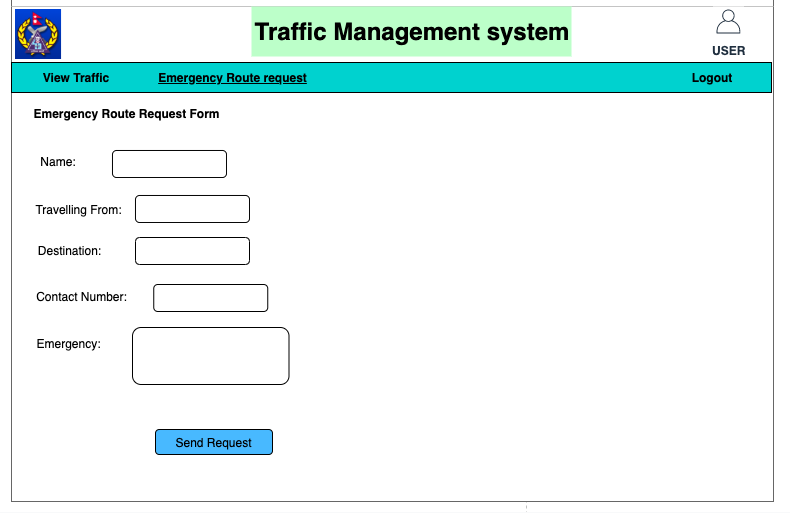 Traffic Management system
USER
View Traffic Emergency Route request Logout
Emergency Route Request Form
Name:
Travelling From:
Destination:
Contact Number:
Emergency:
Send Request